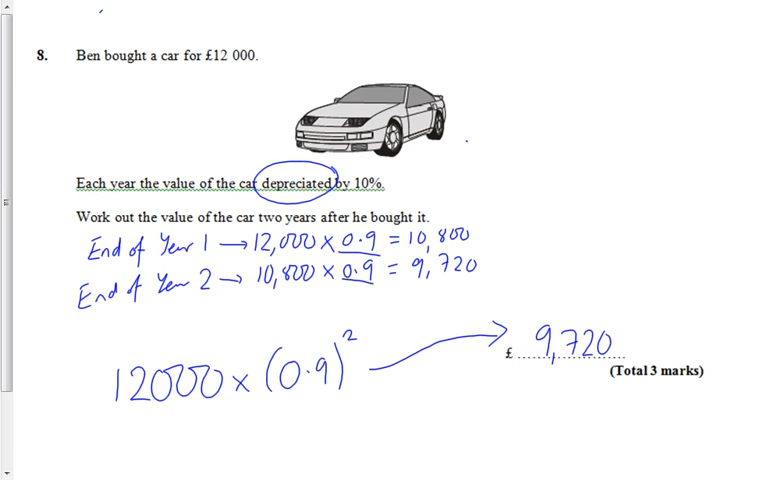 8. Ben bought a car for £12 000.
Each year the value of the car depreciated by 10%.
Work out the value of the car two years after he bought it.
End of Year 1 → 12,000 × 0.9 = 10,800
End of Year 2 → 10,800 × 0.9 = 9,720
12000 × (0.9)²
£ 9,720
(Total 3 marks)